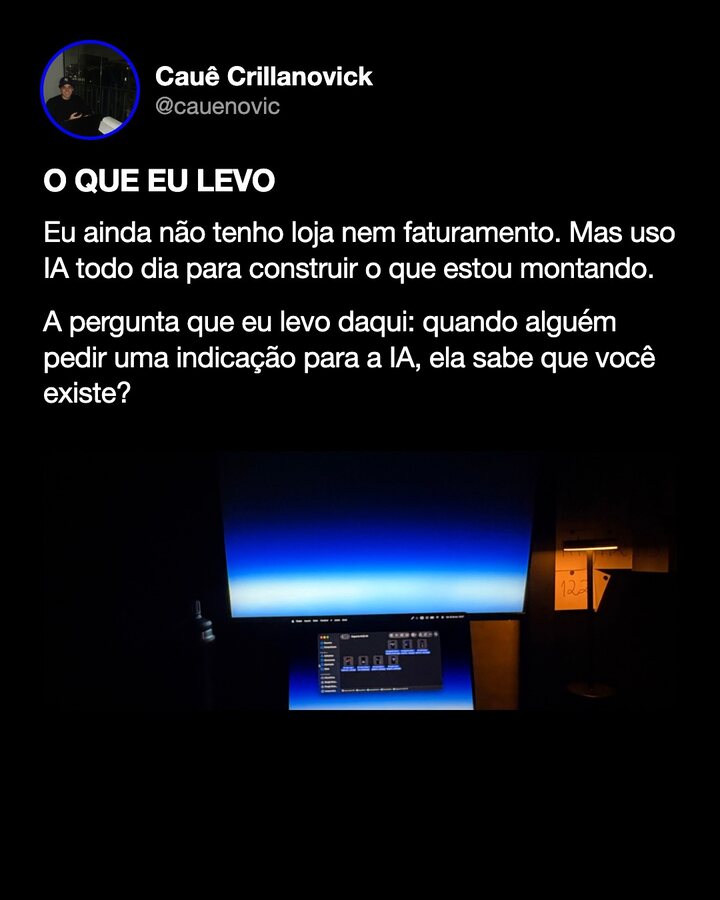 Cauê Crillanovick
@cauenovic
O QUE EU LEVO
Eu ainda não tenho loja nem faturamento. Mas uso
IA todo dia para construir o que estou montando.
A pergunta que eu levo daqui: quando alguém
pedir uma indicação para a IA, ela sabe que você
existe?
122